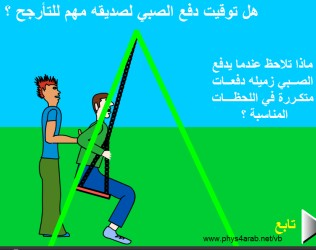 هل توقيت دفع الصبي لصديقه مهم للتأرجح ؟
ماذا تلاحظ عندما يدفع
الصبي زميله دفعات
متكررة في اللحظات
المناسبة ؟
تابع
www.phys4arab.net/vb